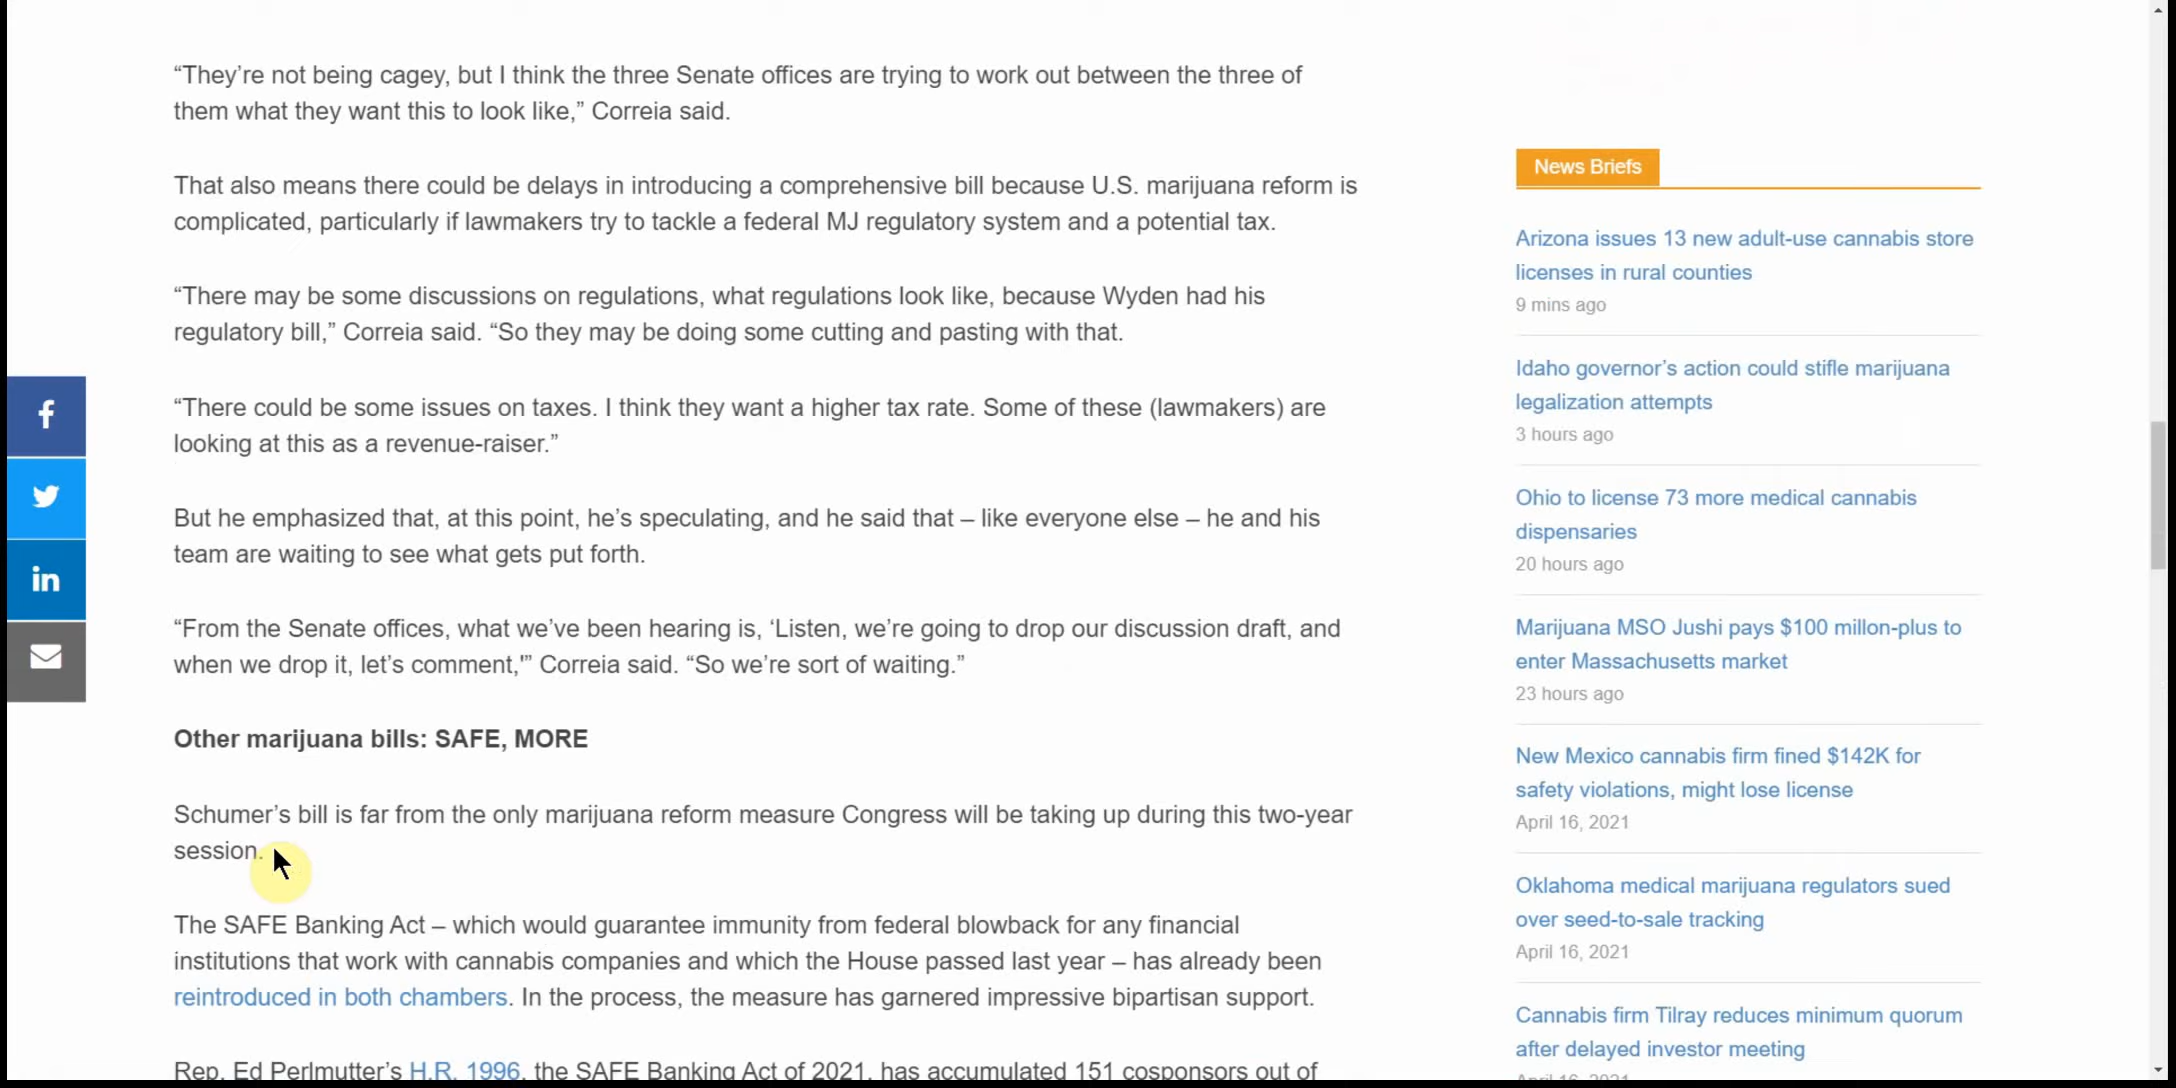 “They’re not being cagey, but I think the three Senate offices are trying to work out between the three of
them what they want this to look like,” Correia said.
That also means there could be delays in introducing a comprehensive bill because U.S. marijuana reform is
complicated, particularly if lawmakers try to tackle a federal MJ regulatory system and a potential tax.
“There may be some discussions on regulations, what regulations look like, because Wyden had his
regulatory bill,” Correia said. “So they may be doing some cutting and pasting with that.
“There could be some issues on taxes. I think they want a higher tax rate. Some of these (lawmakers) are
looking at this as a revenue-raiser.”
But he emphasized that, at this point, he’s speculating, and he said that – like everyone else – he and his
team are waiting to see what gets put forth.
“From the Senate offices, what we’ve been hearing is, ‘Listen, we’re going to drop our discussion draft, and
when we drop it, let’s comment,'” Correia said. “So we’re sort of waiting.”
Other marijuana bills: SAFE, MORE
Schumer’s bill is far from the only marijuana reform measure Congress will be taking up during this two-year
session.
The SAFE Banking Act – which would guarantee immunity from federal blowback for any financial
institutions that work with cannabis companies and which the House passed last year – has already been
reintroduced in both chambers. In the process, the measure has garnered impressive bipartisan support.
Rep. Ed Perlmutter’s H.R. 1996, the SAFE Banking Act of 2021, has accumulated 151 cosponsors out of
News Briefs
Arizona issues 13 new adult-use cannabis store
licenses in rural counties
9 mins ago
Idaho governor’s action could stifle marijuana
legalization attempts
3 hours ago
Ohio to license 73 more medical cannabis
dispensaries
20 hours ago
Marijuana MSO Jushi pays $100 millon-plus to
enter Massachusetts market
23 hours ago
New Mexico cannabis firm fined $142K for
safety violations, might lose license
April 16, 2021
Oklahoma medical marijuana regulators sued
over seed-to-sale tracking
April 16, 2021
Cannabis firm Tilray reduces minimum quorum
after delayed investor meeting
April 16, 2021